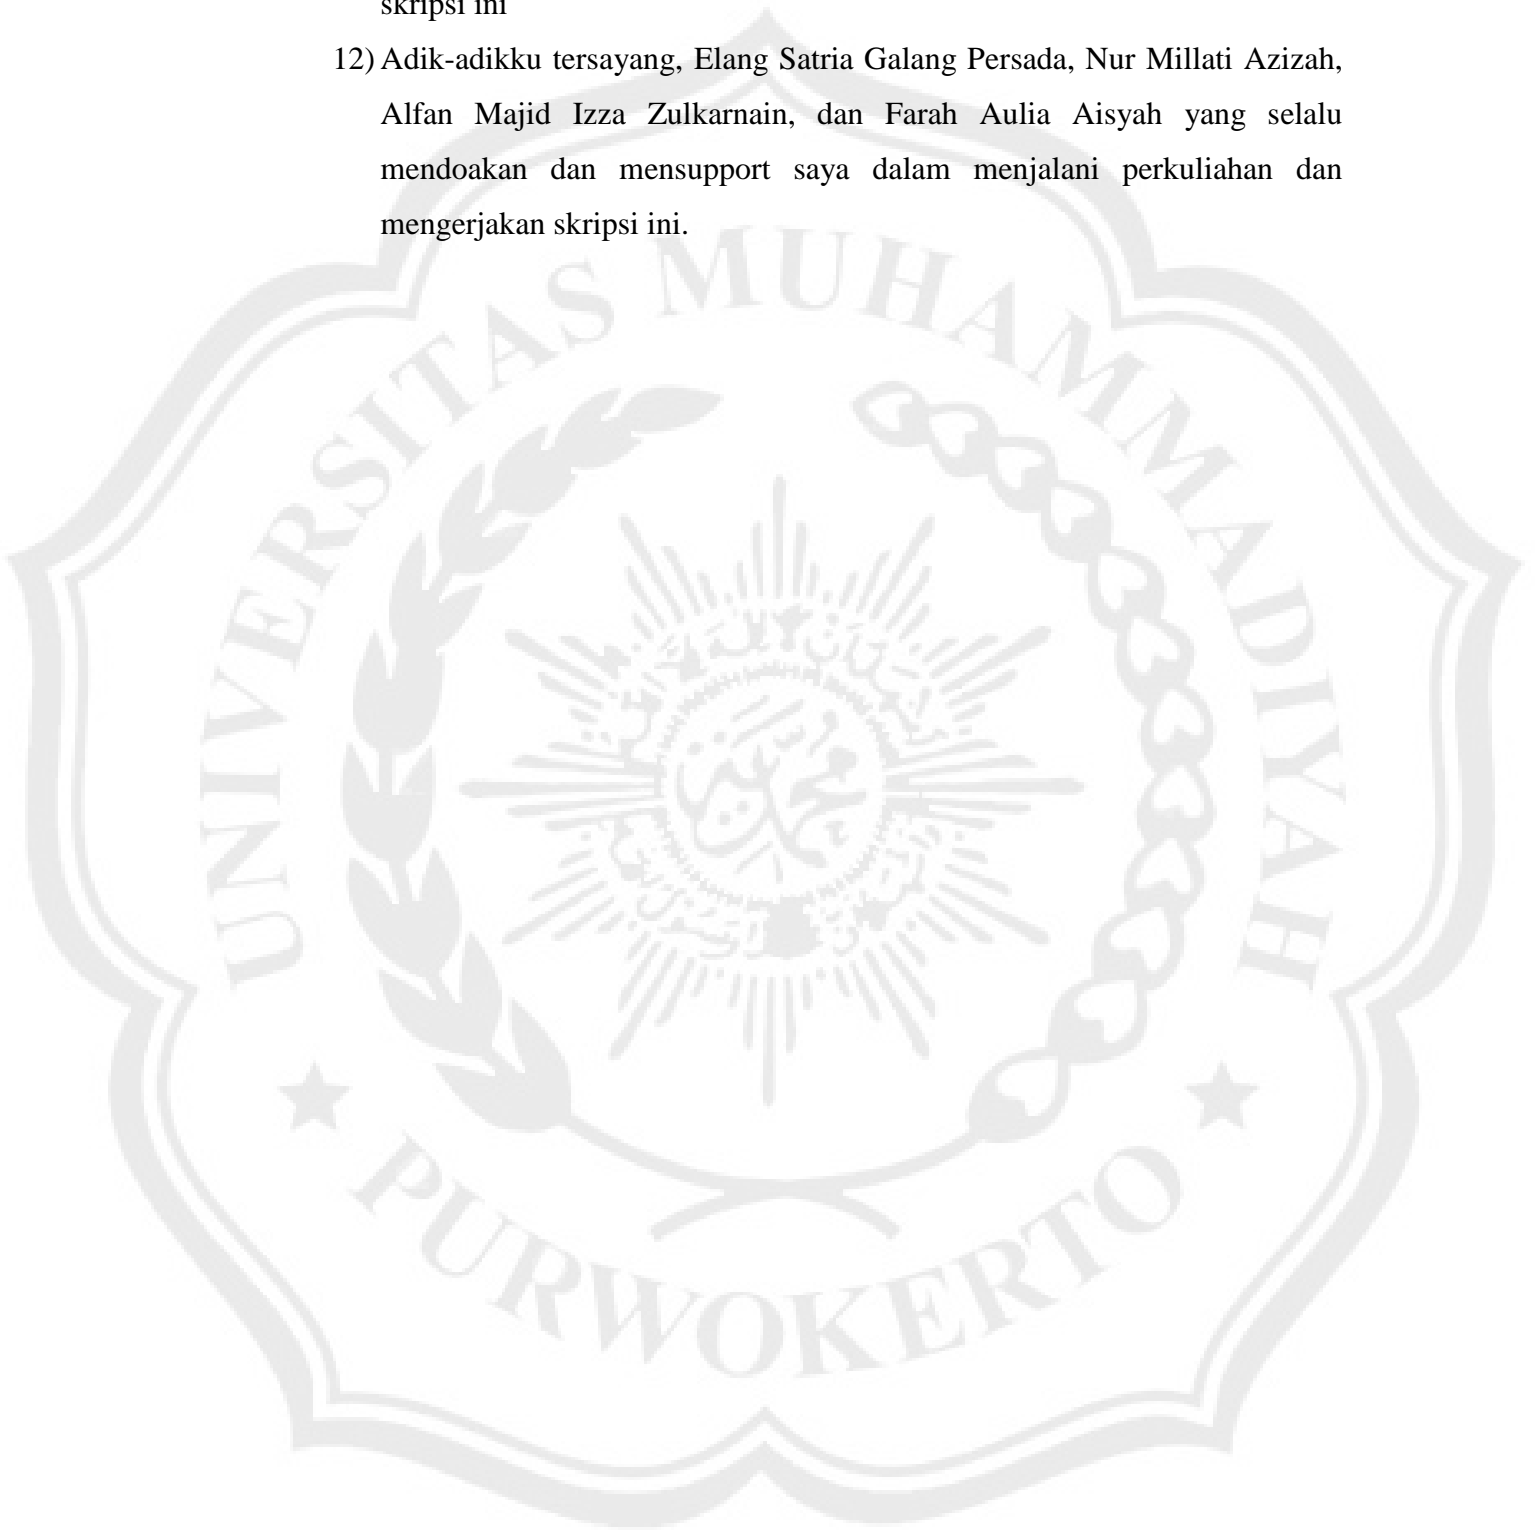 skripsi ini
12) Adik-adikku tersayang, Elang Satria Galang Persada, Nur Millati Azizah,
Alfan Majid Izza Zulkarnain, dan Farah Aulia Aisyah yang selalu
mendoakan dan mensupport saya dalam menjalani perkuliahan dan
mengerjakan skripsi ini.
UNIVERSITAS MUHAMMADIYAH
PURWOKERTO